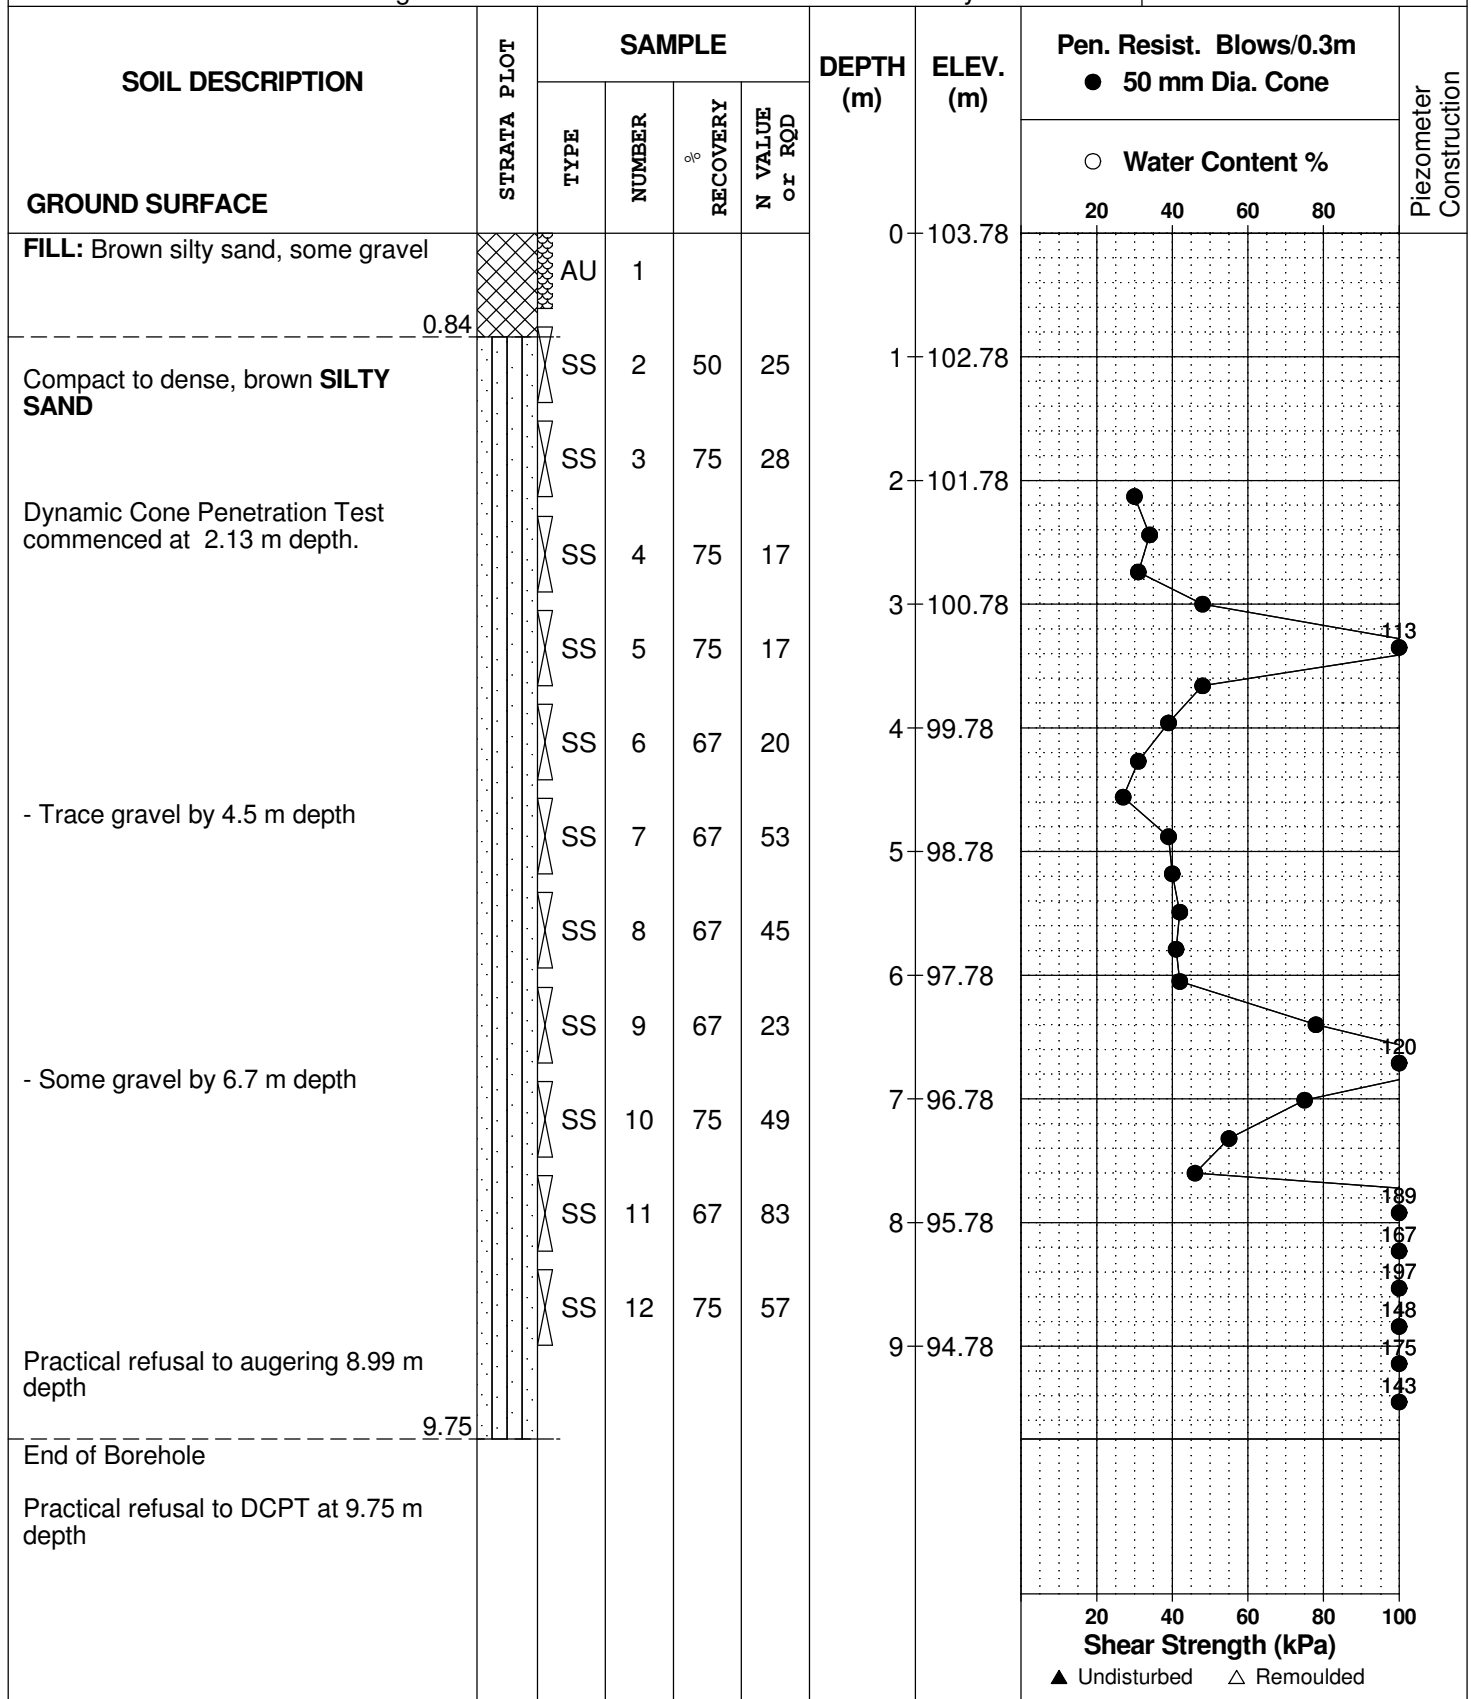 SOIL DESCRIPTION
GROUND SURFACE
STRATA PLOT
SAMPLE
TYPE
NUMBER
% RECOVERY
N VALUE or RQD
DEPTH (m)
ELEV. (m)
Pen. Resist. Blows/0.3m
● 50 mm Dia. Cone
○ Water Content %
20 40 60 80
Piezometer Construction
FILL: Brown silty sand, some gravel
0.84
Compact to dense, brown SILTY
SAND
Dynamic Cone Penetration Test
commenced at 2.13 m depth.
- Trace gravel by 4.5 m depth
- Some gravel by 6.7 m depth
Practical refusal to augering 8.99 m
depth
9.75
End of Borehole
Practical refusal to DCPT at 9.75 m
depth
AU 1
SS 2 50 25
SS 3 75 28
SS 4 75 17
SS 5 75 17
SS 6 67 20
SS 7 67 53
SS 8 67 45
SS 9 67 23
SS 10 75 49
SS 11 67 83
SS 12 75 57
0 103.78
1 102.78
2 101.78
3 100.78
4 99.78
5 98.78
6 97.78
7 96.78
8 95.78
9 94.78
113
120
189
167
197
148
175
143
20 40 60 80 100
Shear Strength (kPa)
▲ Undisturbed △ Remoulded